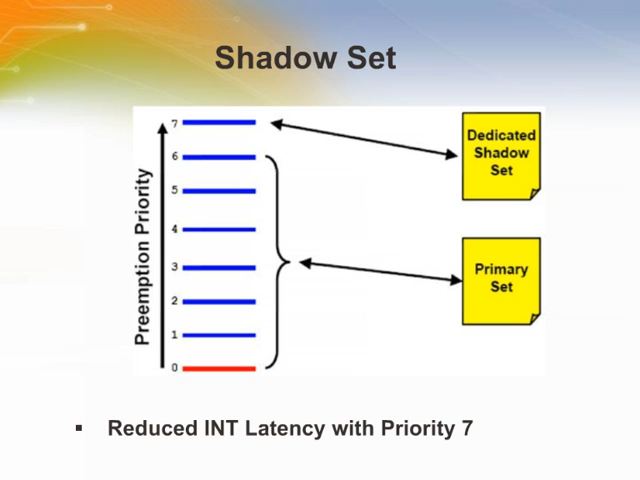 Shadow Set
7
6
5
4
3
2
1
0
Preemption Priority
Dedicated
Shadow
Set
Primary
Set
▪ Reduced INT Latency with Priority 7